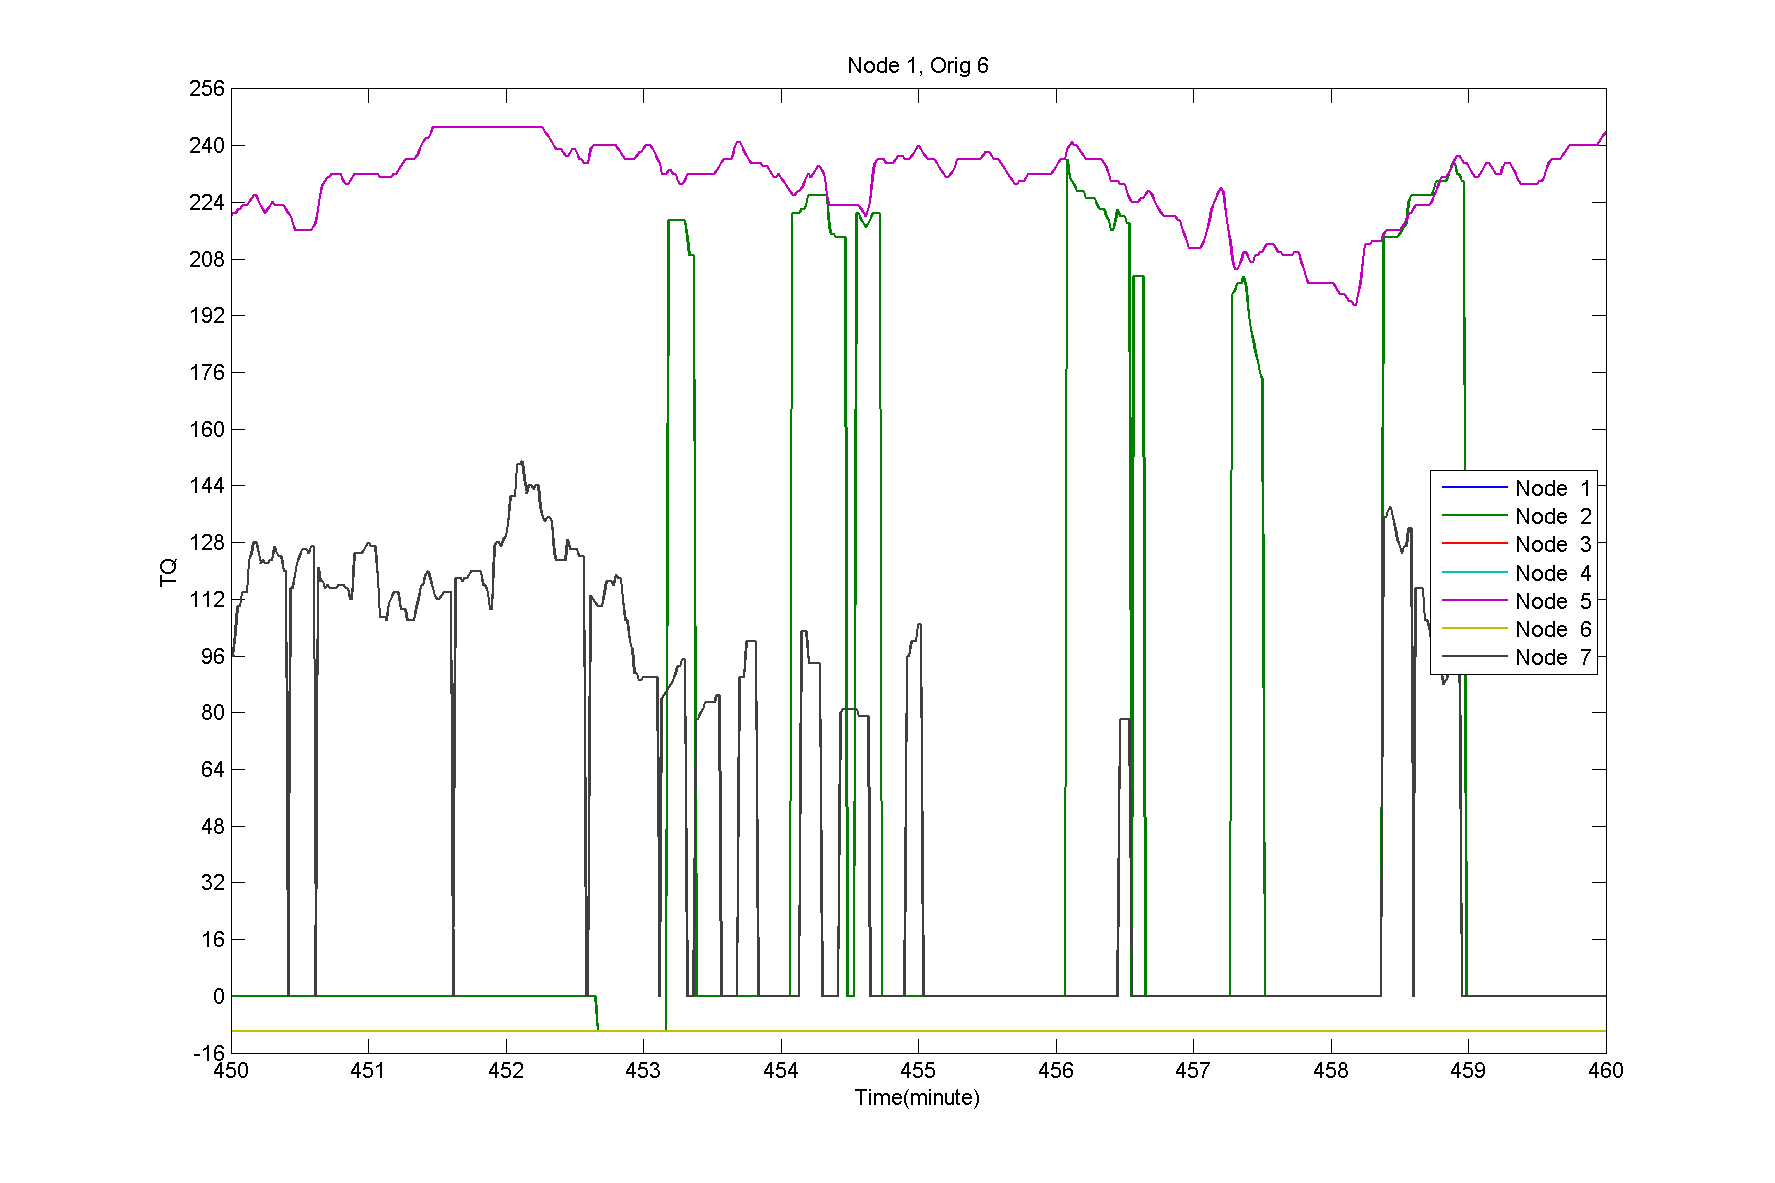 Node 1, Orig 6
256
240
224
208
192
176
160
144
128
112
96
80
64
48
32
16
0
-16
TQ
Node 1
Node 2
Node 3
Node 4
Node 5
Node 6
Node 7
450 451 452 453 454 455 456 457 458 459 460
Time(minute)